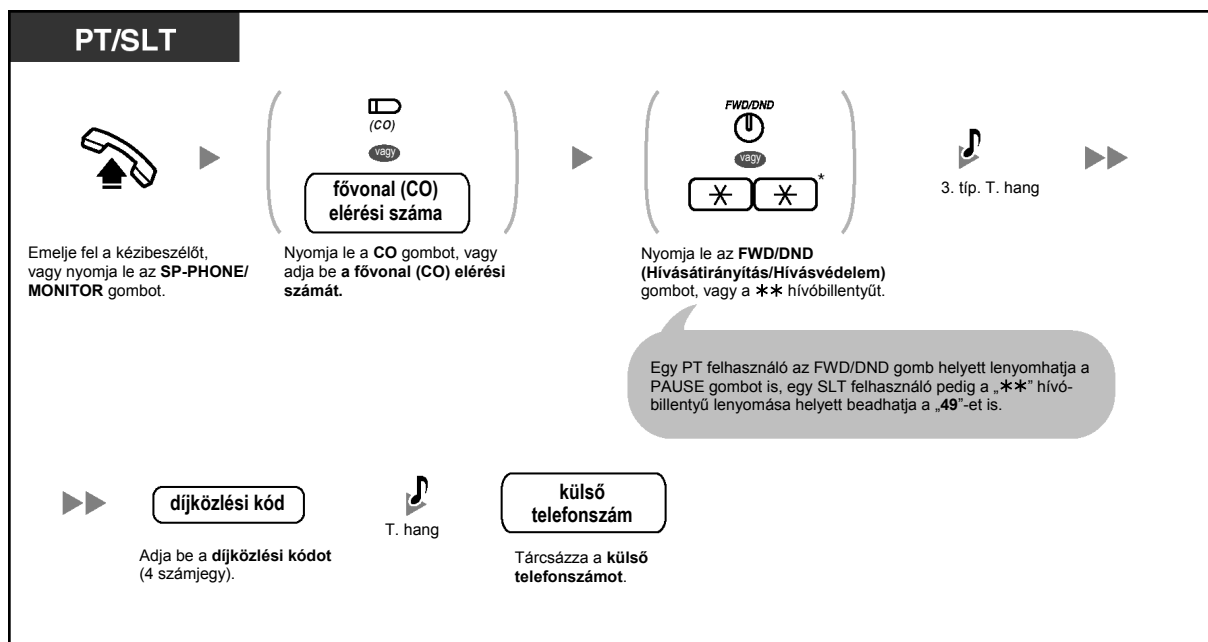 PT/SLT
(CO)
vagy
fővonal (CO)
elérési száma
FWD/DND
vagy
✳ ✳ *
3. típ. T. hang
Emelje fel a kézibeszélőt,
vagy nyomja le az SP-PHONE/
MONITOR gombot.
Nyomja le a CO gombot, vagy
adja be a fővonal (CO) elérési
számát.
Nyomja le az FWD/DND
(Hívásátirányítás/Hívásvédelem)
gombot, vagy a ✳✳ hívóbillentyűt.
Egy PT felhasználó az FWD/DND gomb helyett lenyomhatja a
PAUSE gombot is, egy SLT felhasználó pedig a „✳✳” hívó-
billentyű lenyomása helyett beadhatja a „49”-et is.
díjközlési kód
T. hang
külső
telefonszám
Adja be a díjközlési kódot
(4 számjegy).
Tárcsázza a külső
telefonszámot.